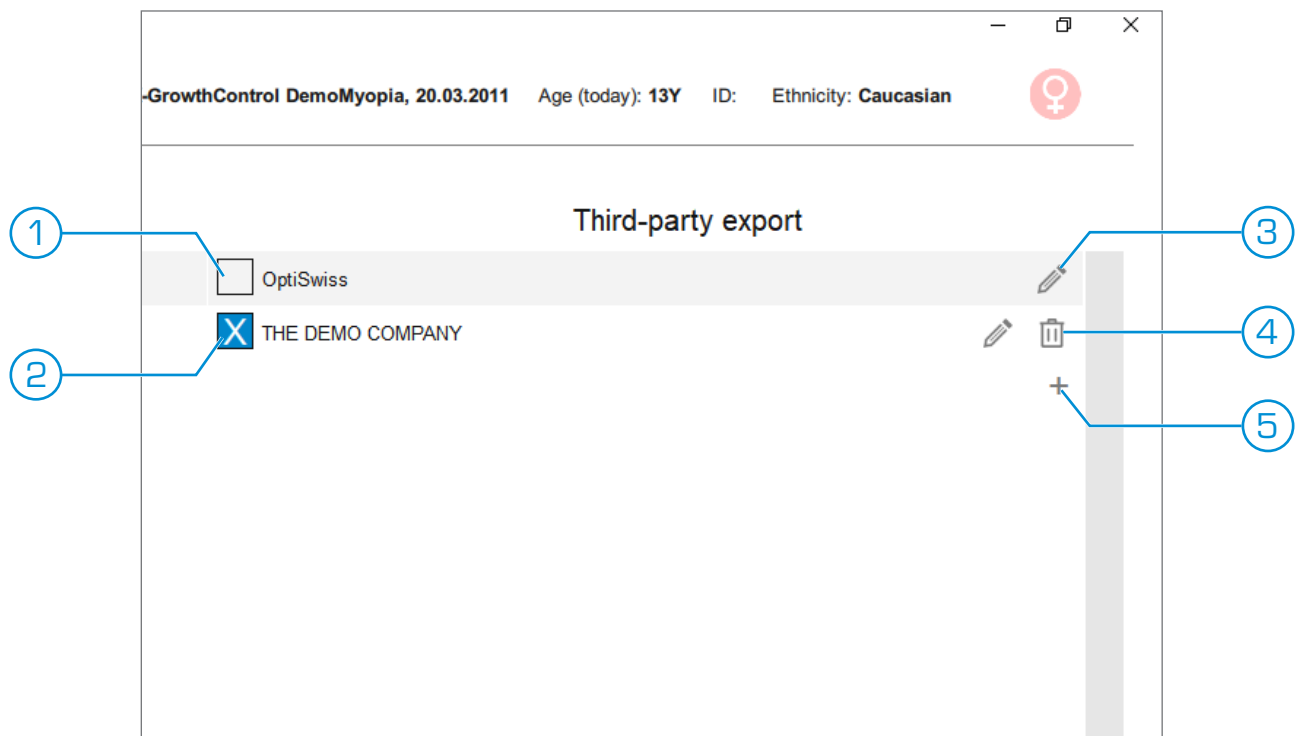 -GrowthControl DemoMyopia, 20.03.2011 Age (today): 13Y ID: Ethnicity: Caucasian
Third-party export
1
OptiSwiss
3
X THE DEMO COMPANY
4
2
5